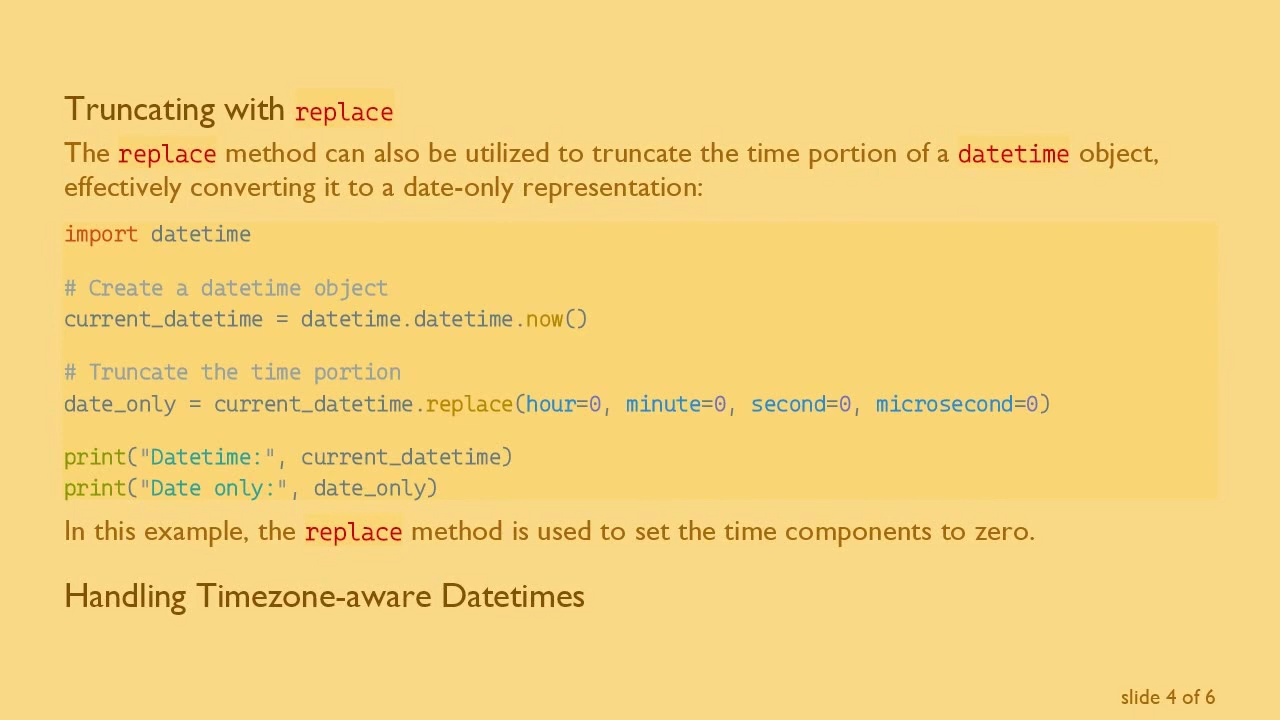 Truncating with replace
The replace method can also be utilized to truncate the time portion of a datetime object,
effectively converting it to a date-only representation:
import datetime
# Create a datetime object
current_datetime = datetime.datetime.now()
# Truncate the time portion
date_only = current_datetime.replace(hour=0, minute=0, second=0, microsecond=0)
print("Datetime:", current_datetime)
print("Date only:", date_only)
In this example, the replace method is used to set the time components to zero.
Handling Timezone-aware Datetimes
slide 4 of 6